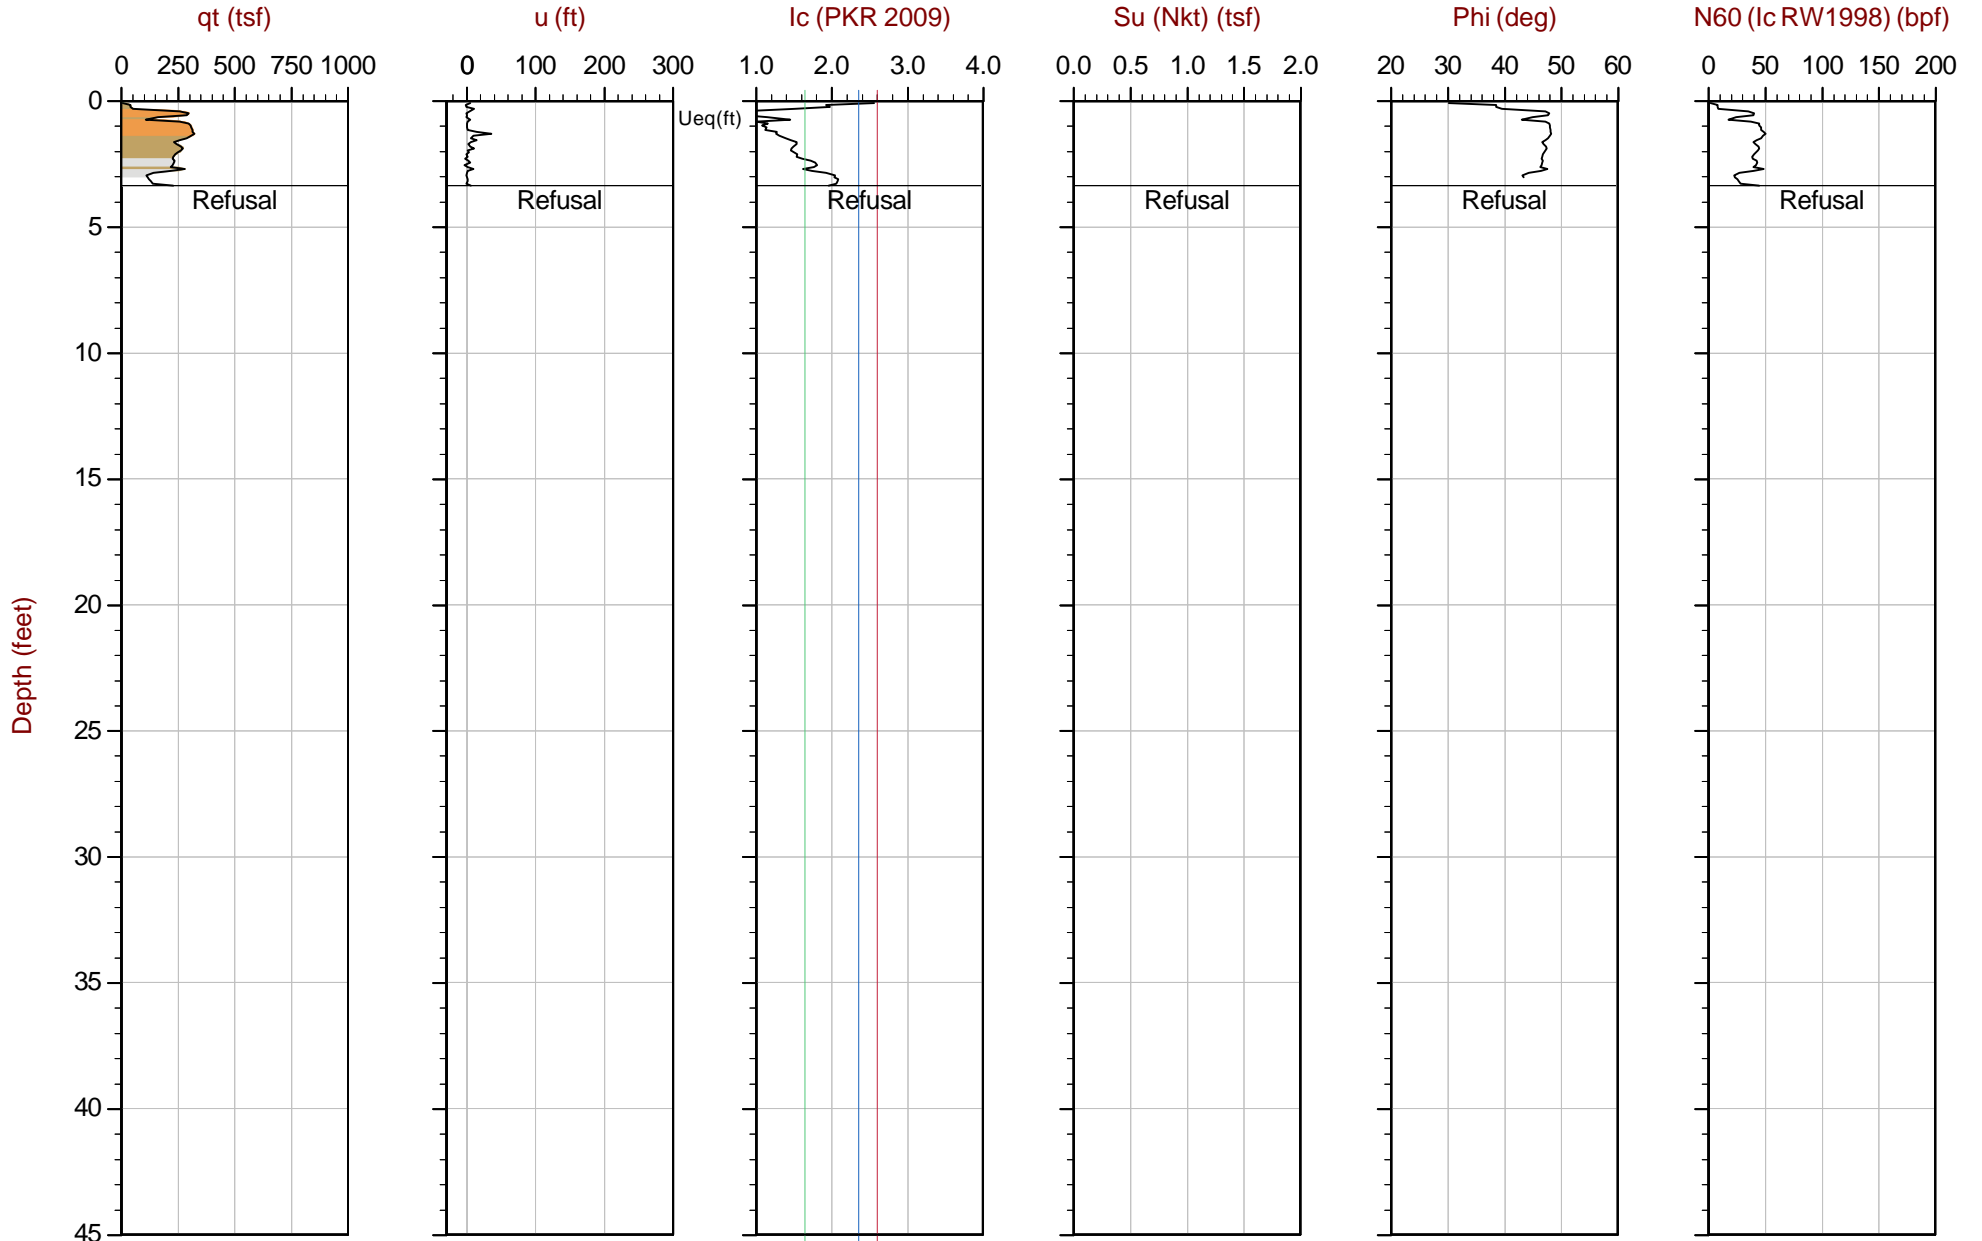 qt (tsf) u (ft) Ic (PKR 2009) Su (Nkt) (tsf) Phi (deg) N60 (Ic RW1998) (bpf)
0 250 500 750 1000 0 100 200 300 1.0 2.0 3.0 4.0 0.0 0.5 1.0 1.5 2.0 20 30 40 50 60 0 50 100 150 200
0
Ueq(ft)
Refusal Refusal Refusal Refusal Refusal Refusal
5
10
15
20
25
30
35
40
45
Depth (feet)